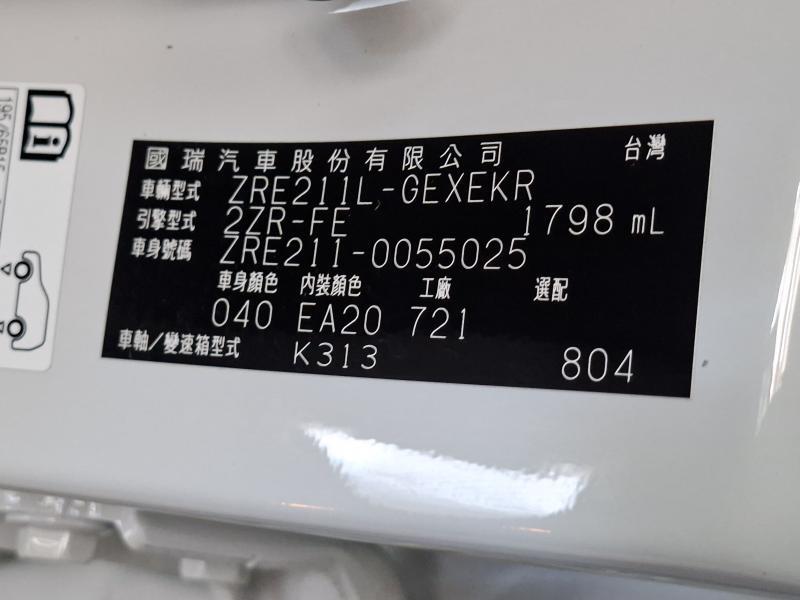 國瑞汽車股份有限公司 台灣
車輛型式 ZRE211L-GEXEKR
引擎型式 2ZR-FE 1798 mL
車身號碼 ZRE211-0055025
車身顏色 內裝顏色 工廠 選配
040 EA20 721
車軸/變速箱型式 K313 804